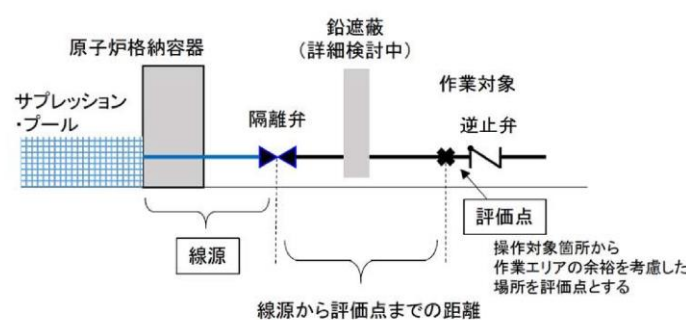 鉛遮蔽
(詳細検討中)
原子炉格納容器
作業対象
サプレッション
・プール
隔離弁
逆止弁
評価点
線源
操作対象箇所から
作業エリアの余裕を考慮した
場所を評価点とする
線源から評価点までの距離